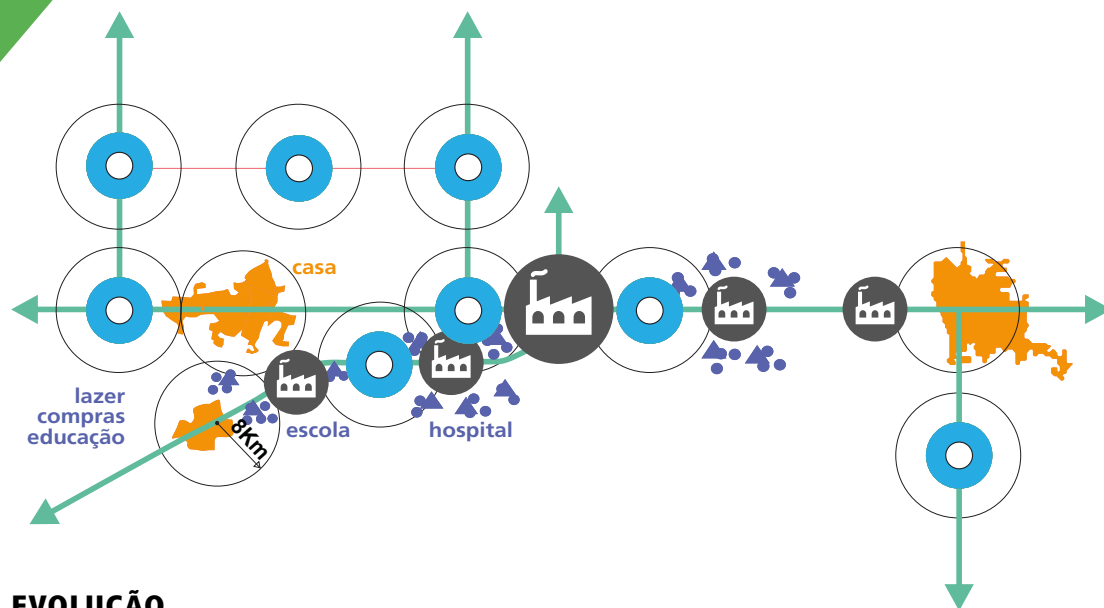 casa
lazer
compras
educação
8Km
escola
hospital
EVOLUÇÃO